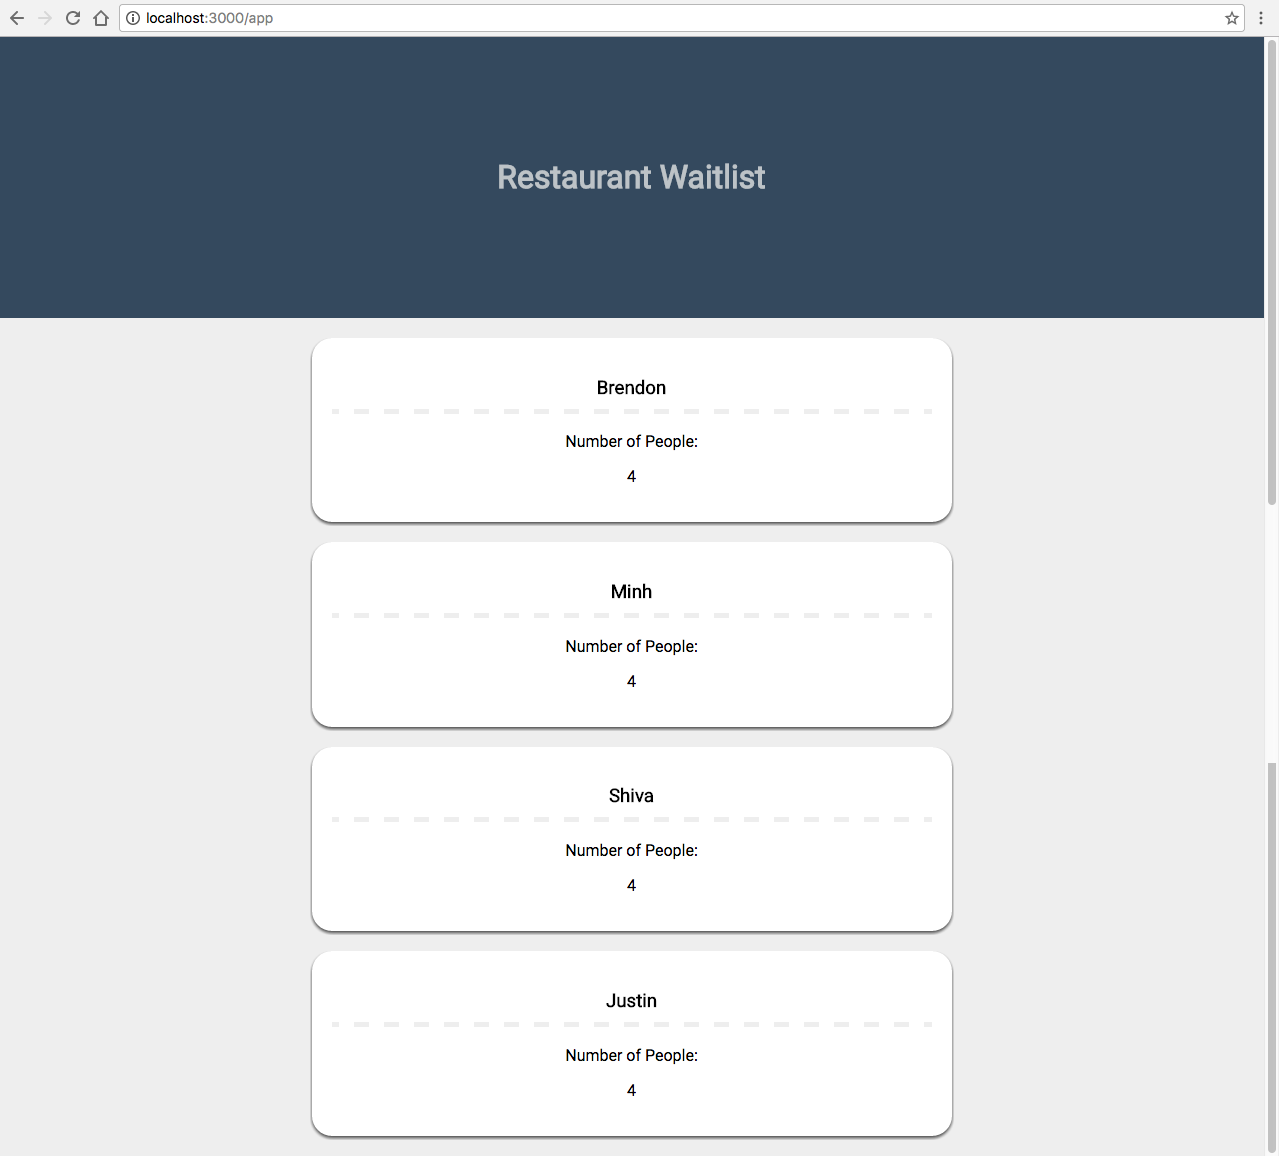 localhost:3000/app
Restaurant Waitlist
Brendon
Number of People:
4
Minh
Number of People:
4
Shiva
Number of People:
4
Justin
Number of People:
4